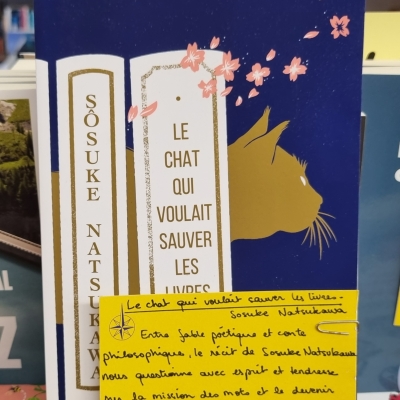 SÔSUKE NATSUKAWA
LE
CHAT
QUI
VOULAIT
SAUVER
LES
LIVRES
Le chat qui voulait sauver les livres.
Sosuke Natsukawa
Entre fable poétique et conte
philosophique, le récit de Sosuke Natsukawa
nous questionne avec esprit et tendresse
sur la mission des mots et le devenir
AL
Z